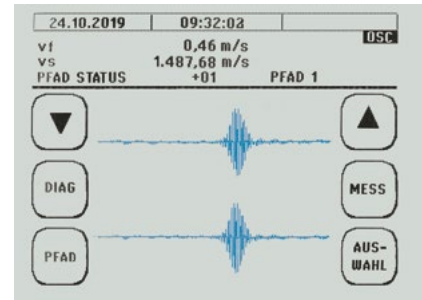 24.10.2019 09:32:03
OSC
vf 0,46 m/s
vs 1.487,68 m/s
PFAD STATUS +01 PFAD 1
▼ ▲
DIAG MESS
PFAD AUS-
WAHL